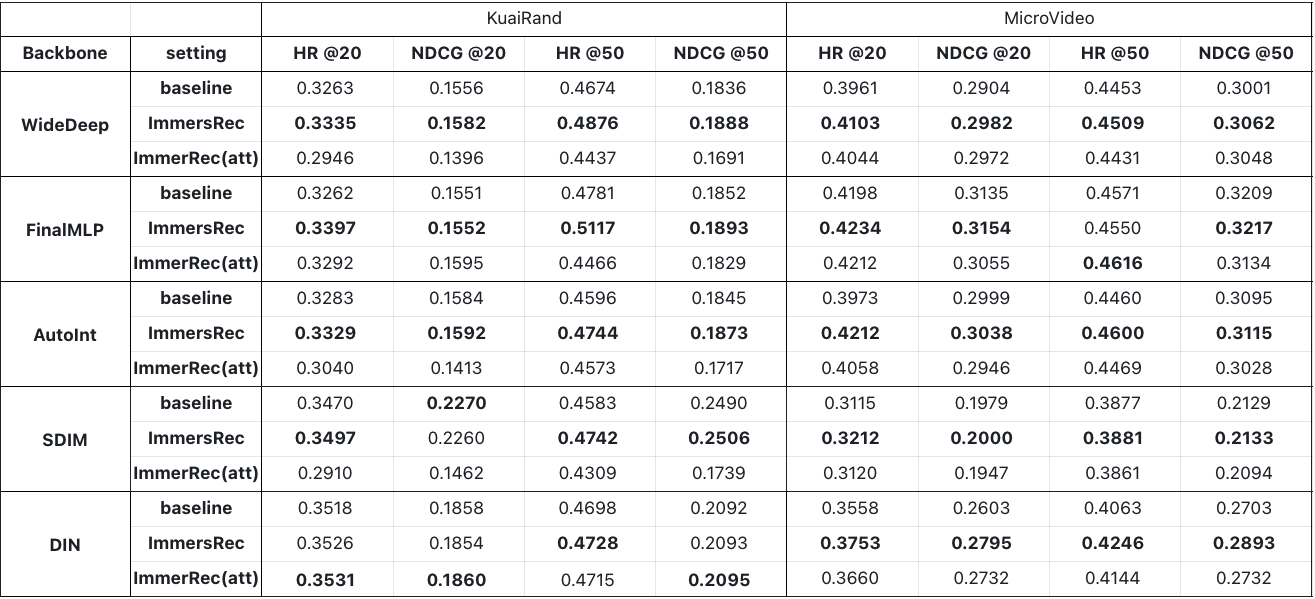 KuaiRand MicroVideo
Backbone setting HR @20 NDCG @20 HR @50 NDCG @50 HR @20 NDCG @20 HR @50 NDCG @50
WideDeep
baseline 0.3263 0.1556 0.4674 0.1836 0.3961 0.2904 0.4453 0.3001
ImmersRec 0.3335 0.1582 0.4876 0.1888 0.4103 0.2982 0.4509 0.3062
ImmerRec(att) 0.2946 0.1396 0.4437 0.1691 0.4044 0.2972 0.4431 0.3048
FinalMLP
baseline 0.3262 0.1551 0.4781 0.1852 0.4198 0.3135 0.4571 0.3209
ImmersRec 0.3397 0.1552 0.5117 0.1893 0.4234 0.3154 0.4550 0.3217
ImmerRec(att) 0.3292 0.1595 0.4466 0.1829 0.4212 0.3055 0.4616 0.3134
AutoInt
baseline 0.3283 0.1584 0.4596 0.1845 0.3973 0.2999 0.4460 0.3095
ImmersRec 0.3329 0.1592 0.4744 0.1873 0.4212 0.3038 0.4600 0.3115
ImmerRec(att) 0.3040 0.1413 0.4573 0.1717 0.4058 0.2946 0.4469 0.3028
SDIM
baseline 0.3470 0.2270 0.4583 0.2490 0.3115 0.1979 0.3877 0.2129
ImmersRec 0.3497 0.2260 0.4742 0.2506 0.3212 0.2000 0.3881 0.2133
ImmerRec(att) 0.2910 0.1462 0.4309 0.1739 0.3120 0.1947 0.3861 0.2094
DIN
baseline 0.3518 0.1858 0.4698 0.2092 0.3558 0.2603 0.4063 0.2703
ImmersRec 0.3526 0.1854 0.4728 0.2093 0.3753 0.2795 0.4246 0.2893
ImmerRec(att) 0.3531 0.1860 0.4715 0.2095 0.3660 0.2732 0.4144 0.2732